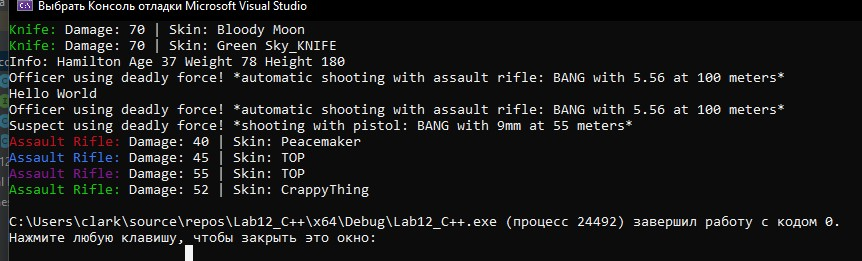 Выбрать Консоль отладки Microsoft Visual Studio
Knife: Damage: 70 | Skin: Bloody Moon
Knife: Damage: 70 | Skin: Green Sky_KNIFE
Info: Hamilton Age 37 Weight 78 Height 180
Officer using deadly force! *automatic shooting with assault rifle: BANG with 5.56 at 100 meters*
Hello World
Officer using deadly force! *automatic shooting with assault rifle: BANG with 5.56 at 100 meters*
Suspect using deadly force! *shooting with pistol: BANG with 9mm at 55 meters*
Assault Rifle: Damage: 40 | Skin: Peacemaker
Assault Rifle: Damage: 45 | Skin: TOP
Assault Rifle: Damage: 55 | Skin: TOP
Assault Rifle: Damage: 52 | Skin: CrappyThing
C:\Users\clark\source\repos\Lab12_C++\x64\Debug\Lab12_C++.exe (процесс 24492) завершил работу с кодом 0.
Нажмите любую клавишу, чтобы закрыть это окно: